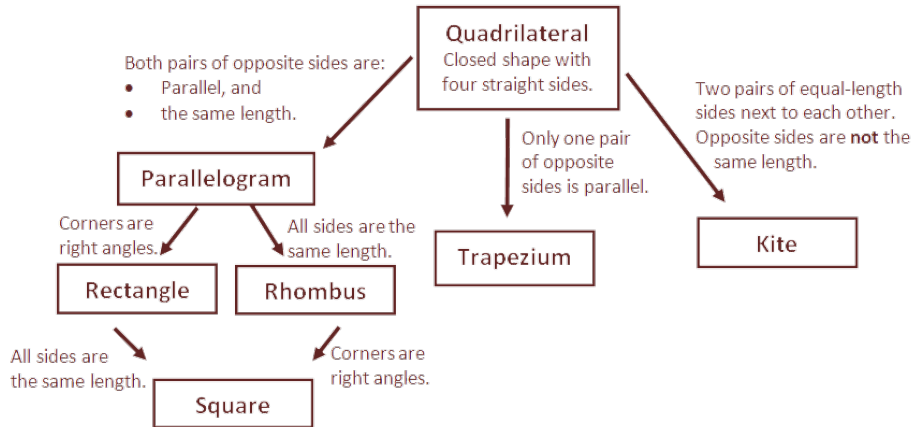 Quadrilateral
Closed shape with
four straight sides.
Both pairs of opposite sides are:
• Parallel, and
• the same length.
Only one pair
of opposite
sides is parallel.
Two pairs of equal-length
sides next to each other.
Opposite sides are not the
same length.
Parallelogram
Trapezium
Kite
Corners are
right angles.
All sides are the
same length.
Rectangle
Rhombus
All sides are
the same length.
Corners are
right angles.
Square